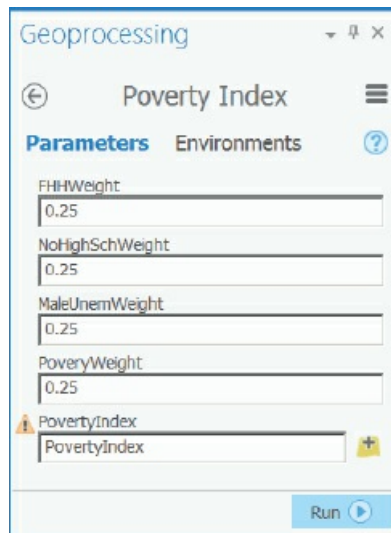 Geoprocessing
Poverty Index
Parameters Environments
FHHWeight
0.25
NoHighSchWeight
0.25
MaleUnemWeight
0.25
PoveryWeight
0.25
PovertyIndex
PovertyIndex
Run